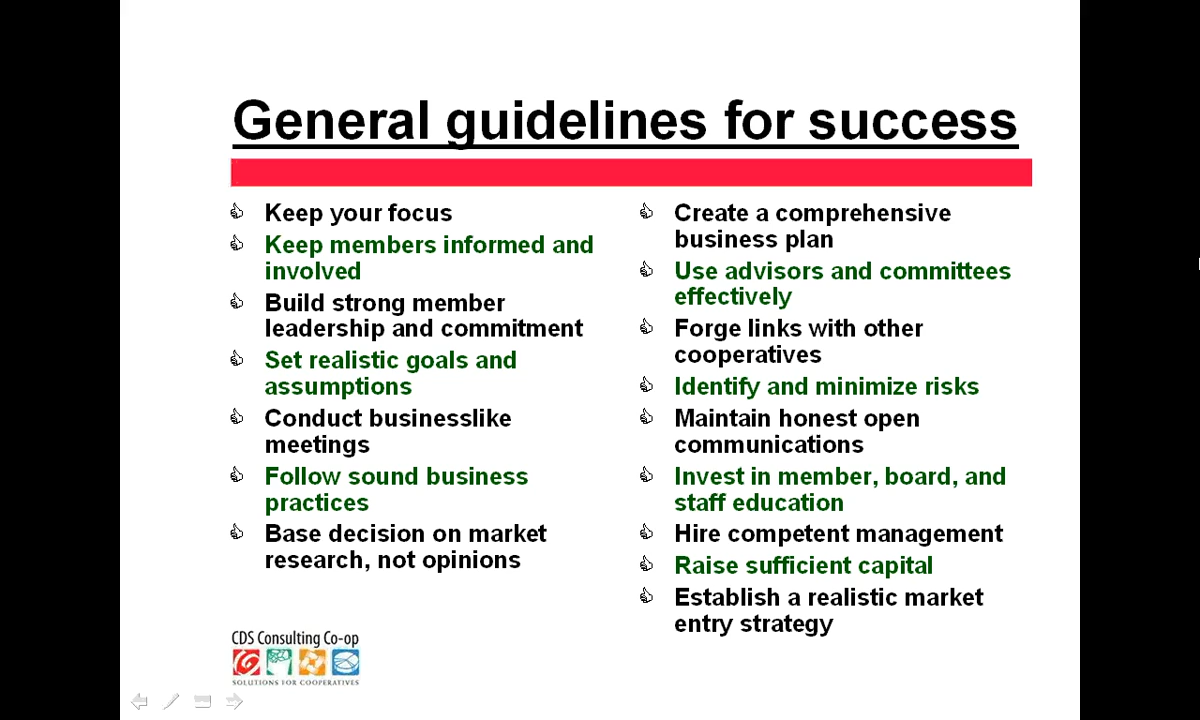 General guidelines for success
Keep your focus
Keep members informed and
involved
Build strong member
leadership and commitment
Set realistic goals and
assumptions
Conduct businesslike
meetings
Follow sound business
practices
Base decision on market
research, not opinions
Create a comprehensive
business plan
Use advisors and committees
effectively
Forge links with other
cooperatives
Identify and minimize risks
Maintain honest open
communications
Invest in member, board, and
staff education
Hire competent management
Raise sufficient capital
Establish a realistic market
entry strategy
CDS Consulting Co-op
SOLUTIONS FOR COOPERATIVES